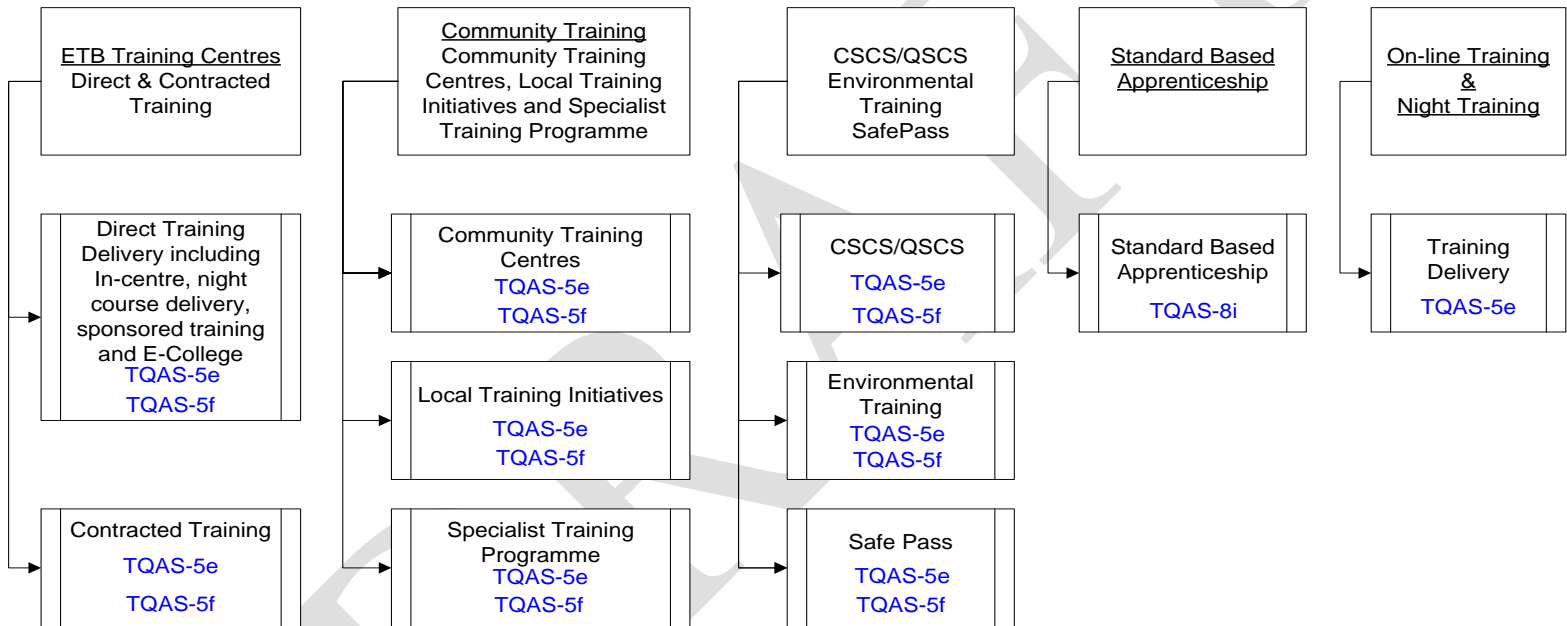 ETB Training Centres
Direct & Contracted
Training
Community Training
Community Training
Centres, Local Training
Initiatives and Specialist
Training Programme
CSCS/QSCS
Environmental
Training
SafePass
Standard Based
Apprenticeship
On-line Training
&
Night Training
Direct Training
Delivery including
In-centre, night
course delivery,
sponsored training
and E-College
TQAS-5e
TQAS-5f
Community Training
Centres
TQAS-5e
TQAS-5f
CSCS/QSCS
TQAS-5e
TQAS-5f
Standard Based
Apprenticeship
TQAS-8i
Training
Delivery
TQAS-5e
Local Training Initiatives
TQAS-5e
TQAS-5f
Environmental
Training
TQAS-5e
TQAS-5f
Contracted Training
TQAS-5e
TQAS-5f
Specialist Training
Programme
TQAS-5e
TQAS-5f
Safe Pass
TQAS-5e
TQAS-5f